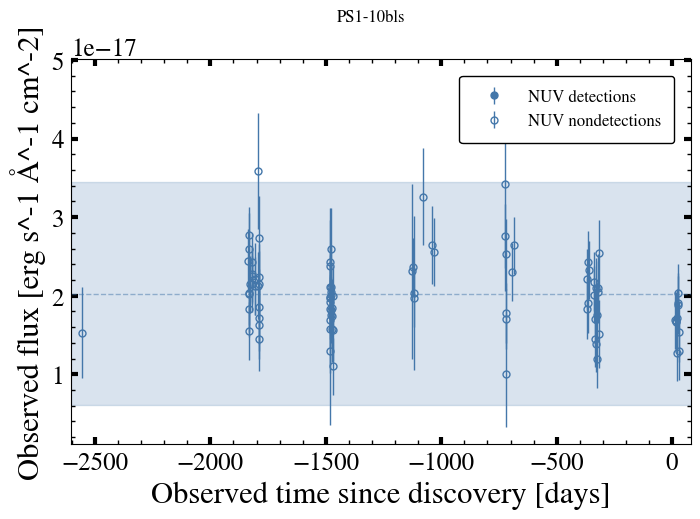 PS1-10bls
1e−17
5
4
3
2
1
NUV detections
NUV nondetections
Observed flux [erg s^-1 Å^-1 cm^-2]
−2500 −2000 −1500 −1000 −500 0
Observed time since discovery [days]